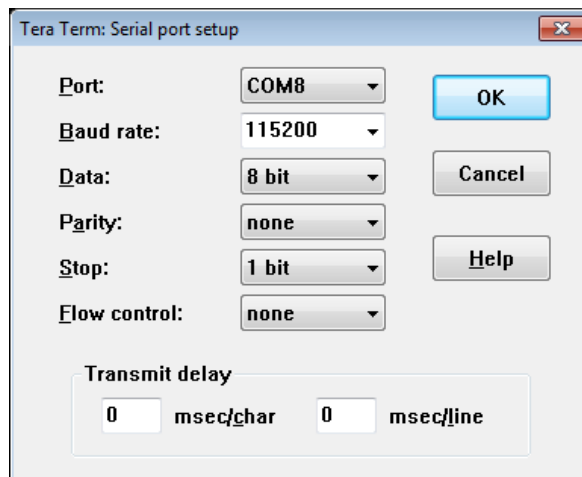 Tera Term: Serial port setup
Port: COM8 OK
Baud rate: 115200
Data: 8 bit Cancel
Parity: none
Stop: 1 bit Help
Flow control: none
Transmit delay
0 msec/char 0 msec/line